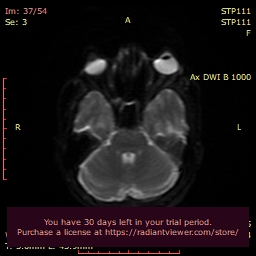 Im: 37/54
Se: 3
A
STP111
STP111
F
Ax DWI B 1000
R
L
You have 30 days left in your trial period.
Purchase a license at https://radiantviewer.com/store/